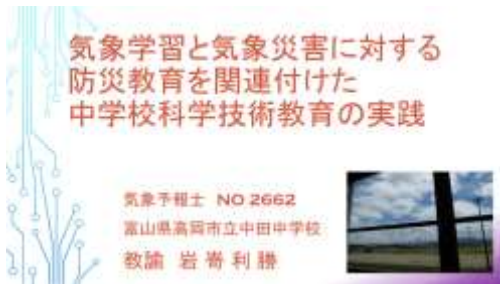 気象学習と気象災害に対する
防災教育を関連付けた
中学校科学技術教育の実践
気象予報士 NO 2662
富山県高岡市立中田中学校
教諭 岩嵜利勝